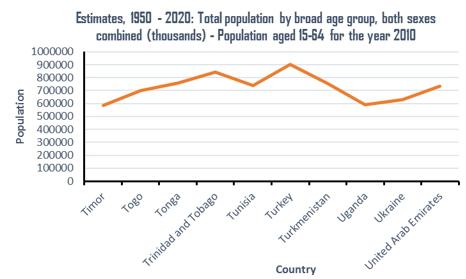 Estimates, 1950 - 2020: Total population by broad age group, both sexes
combined (thousands) - Population aged 15-64 for the year 2010
1000000
900000
800000
700000
600000
500000
400000
300000
200000
100000
0
Population
Timor
Togo
Tonga
Trinidad and Tobago
Tunisia
Turkey
Turkmenistan
Uganda
Ukraine
United Arab Emirates
Country